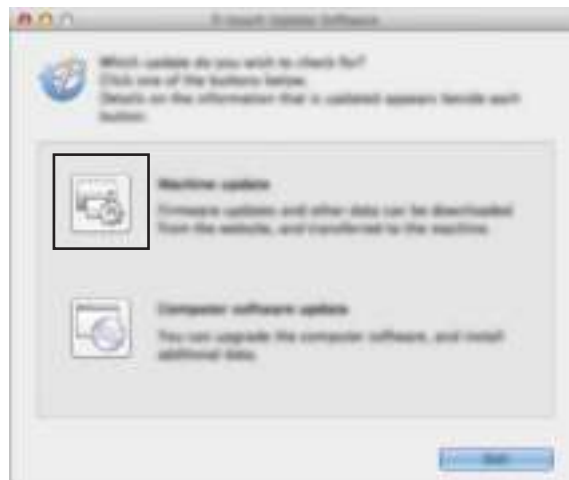 P-touch Update Software
Which update do you wish to check for?
Click one of the buttons below.
Details on the information that is updated appears beside each
button.
Machine update
Firmware updates and other data can be downloaded
from the website, and transferred to the machine.
Computer software update
You can upgrade the computer software, and install
additional data.